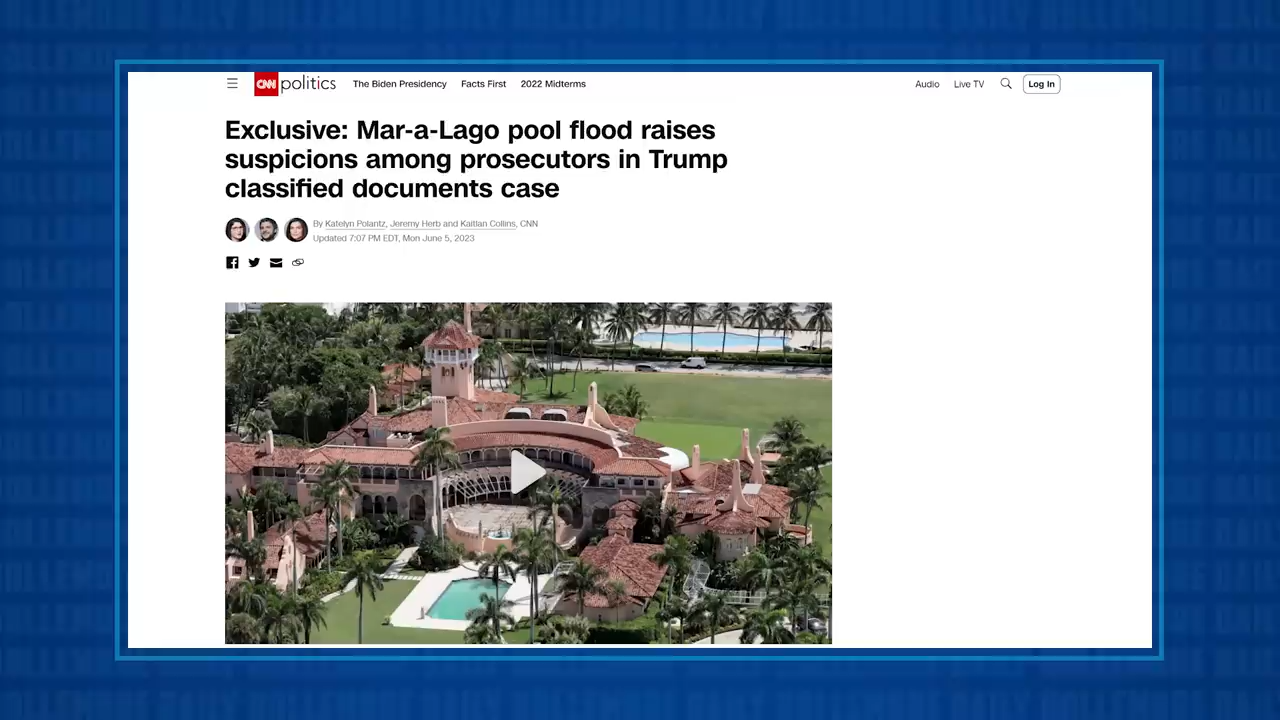 CNN politics The Biden Presidency Facts First 2022 Midterms Audio Live TV Log In
Exclusive: Mar-a-Lago pool flood raises
suspicions among prosecutors in Trump
classified documents case
By Katelyn Polantz, Jeremy Herb and Kaitlan Collins, CNN
Updated 7:07 PM EDT, Mon June 5, 2023